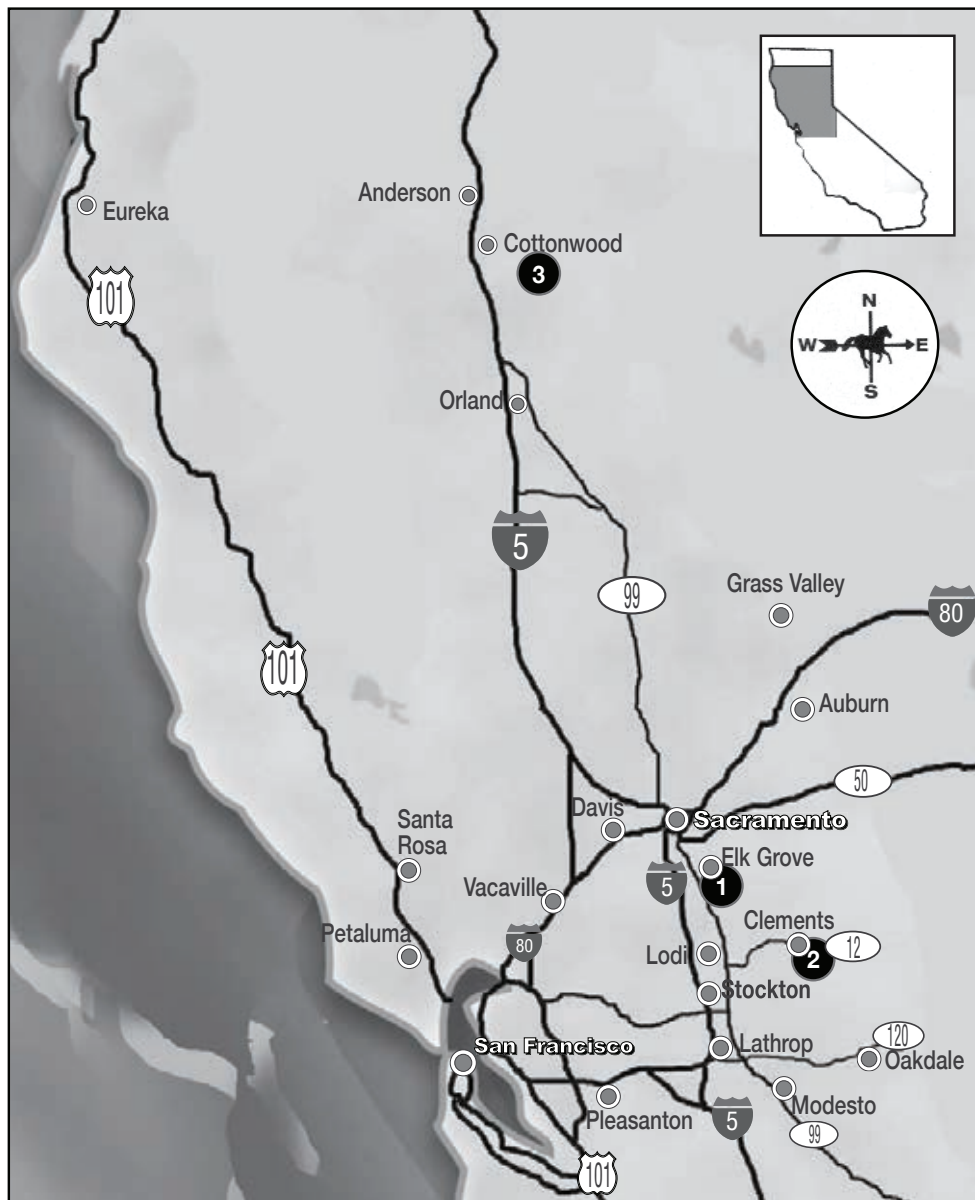 Anderson
Eureka
Cottonwood
3
101
N
W E
S
Orland
5
99
Grass Valley
80
101
Auburn
50
Davis
Sacramento
Santa
Rosa
Elk Grove
5
1
Vacaville
Clements
Petaluma
80
Lodi
2
12
Stockton
San Francisco
Lathrop
120
Oakdale
Pleasanton
Modesto
5
99
101